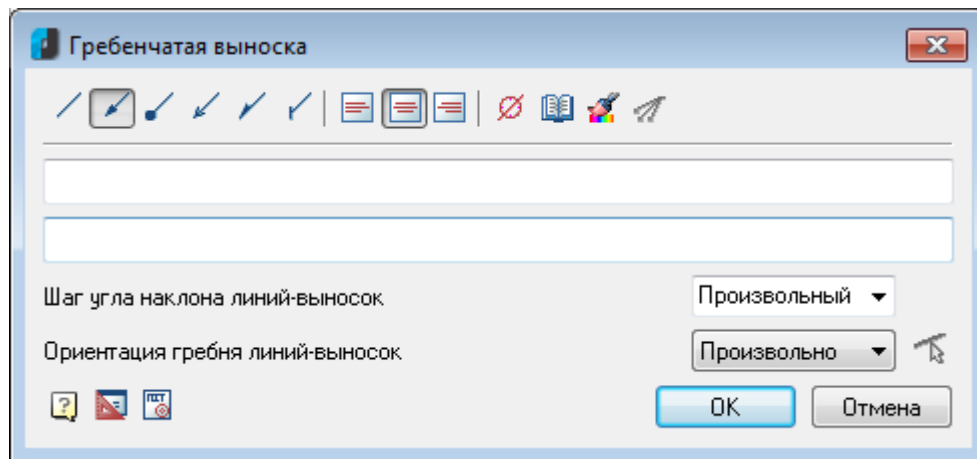 Гребенчатая выноска
Шаг угла наклона линий-выносок
Произвольный
Ориентация гребня линий-выносок
Произвольно
OK
Отмена